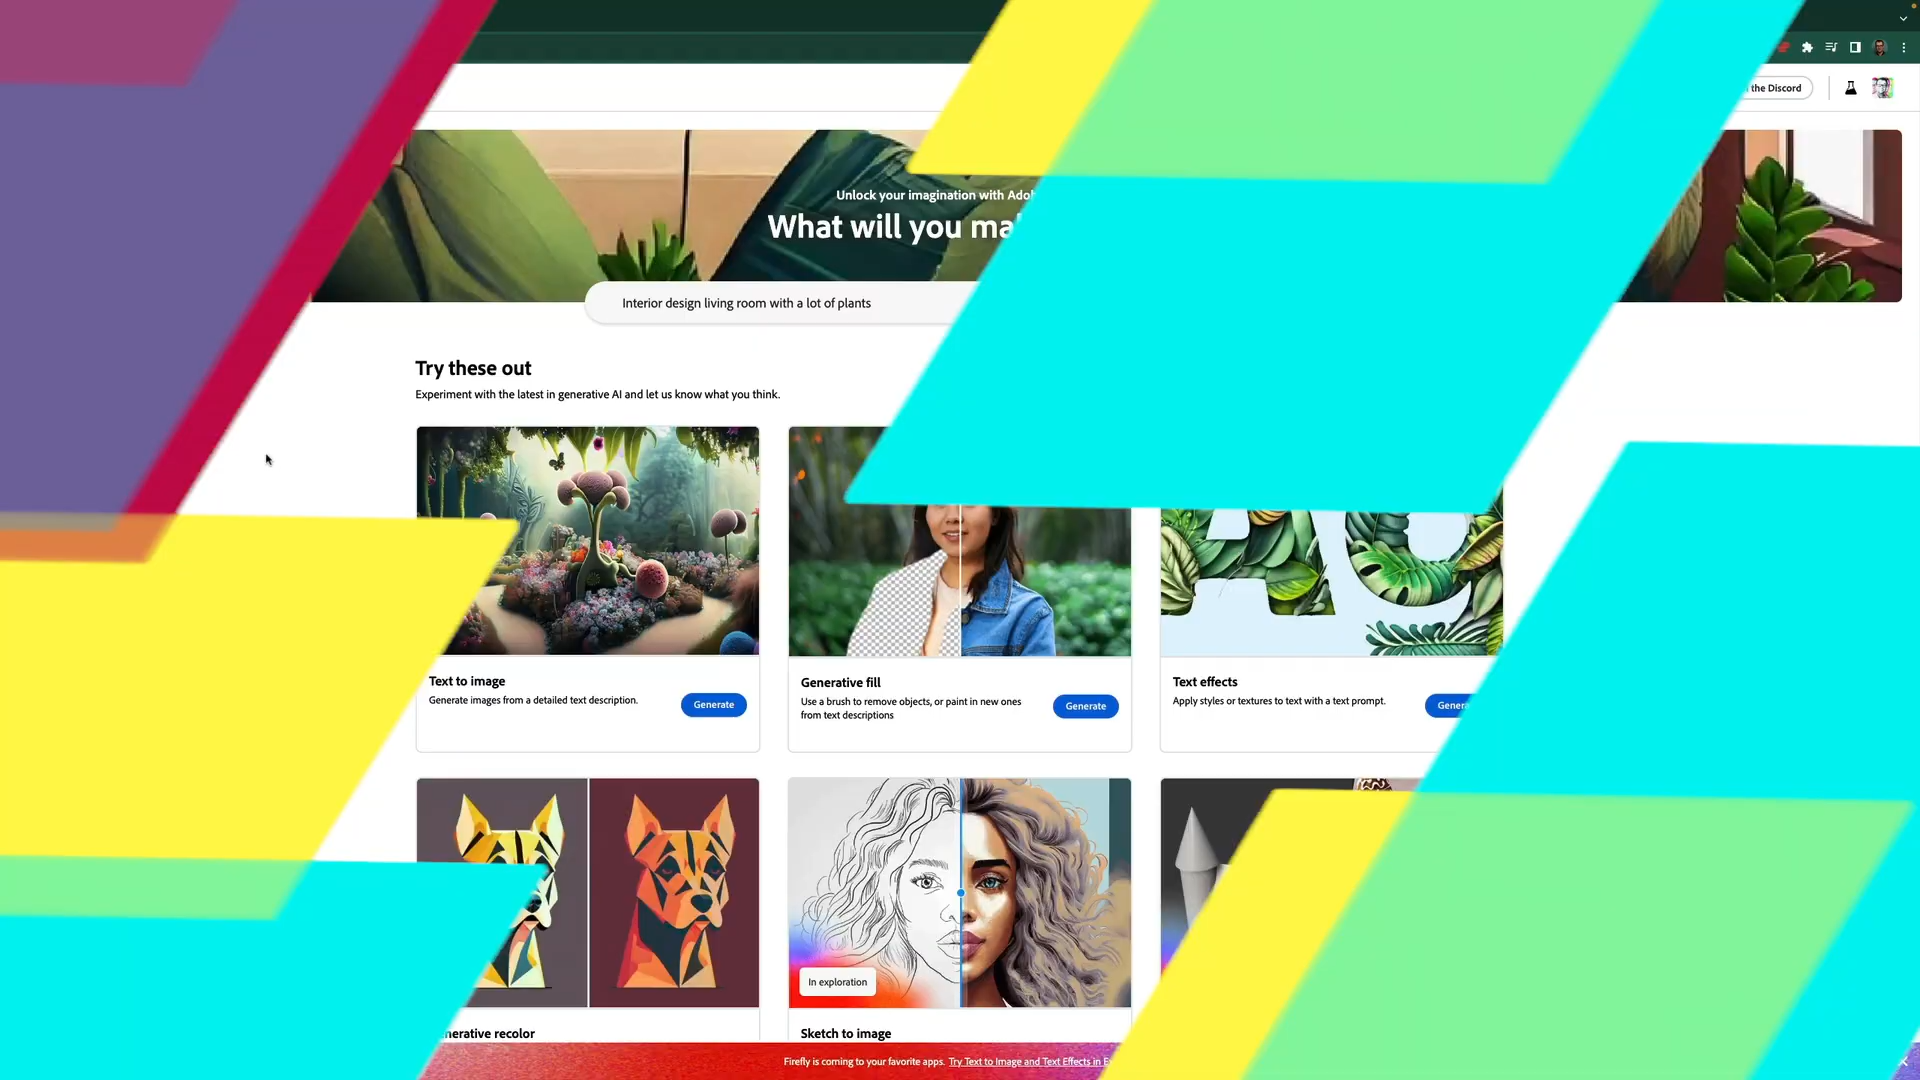 the Discord
Unlock your imagination with
What will you
Interior design living room with a lot of plants
Try these out
Experiment with the latest in generative AI and let us know what you think.
Text to image
Generate images from a detailed text description.
Generate
Generative fill
Use a brush to remove objects, or paint in new ones
from text descriptions
Generate
Text effects
Apply styles or textures to text with a text prompt.
In exploration
recolor
Sketch to image
Firefly is coming to your favorite apps. Try Text to Image and Text Effects in